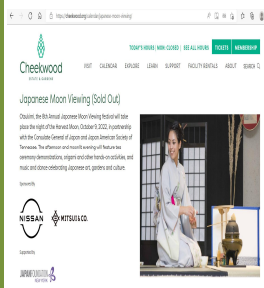 https://cheekwood.org/calendar/japanese-moon-viewing/
Cheekwood
ESTATE & GARDENS
TODAY'S HOURS: NON CLOSED | SEE ALL HOURS
TICKETS
MEMBERSHIP
VISIT CALENDAR EXPLORE LEARN SUPPORT FACILITY RENTALS ABOUT SEARCH
Japanese Moon Viewing (Sold Out)
Otsukimi, the 8th Annual Japanese Moon Viewing festival will take
place the night of the Harvest Moon, October 9, 2022, in partnership
with the Consulate General of Japan and Japan America Society of
Tennessee. The afternoon and moonlit evening will feature tea
ceremony demonstrations, origami and other hands-on activities, and
music and dance celebrating Japanese art, gardens and culture.
Sponsored By
NISSAN
MITSUI & CO.
Supported by
JAPANFOUNDATION
NEW YORK